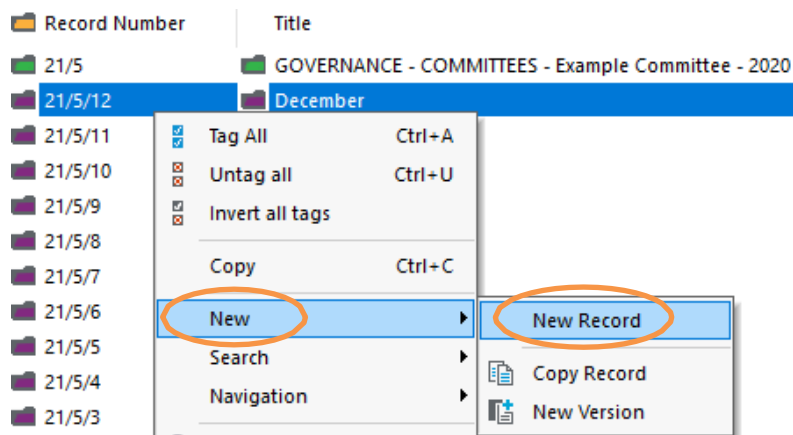 Record Number Title
21/5 GOVERNANCE - COMMITTEES - Example Committee - 2020
21/5/12 December
21/5/11
21/5/10
21/5/9
21/5/8
21/5/7
21/5/6
21/5/5
21/5/4
21/5/3
Tag All Ctrl+A
Untag all Ctrl+U
Invert all tags
Copy Ctrl+C
New
Search
Navigation
New Record
Copy Record
New Version